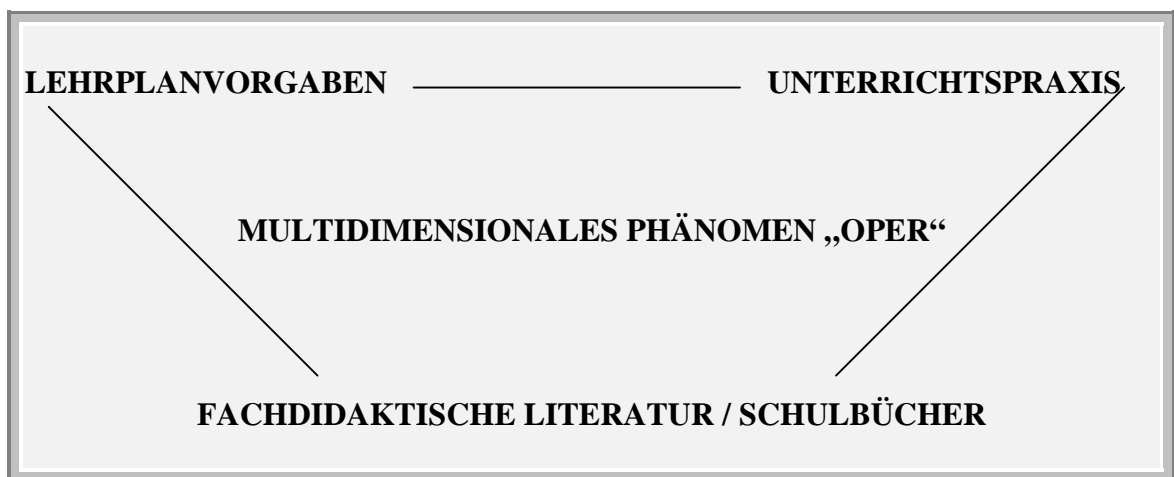 LEHRPLANVORGABEN UNTERRICHTSPRAXIS
MULTIDIMENSIONALES PHÄNOMEN „OPER“
FACHDIDAKTISCHE LITERATUR / SCHULBÜCHER